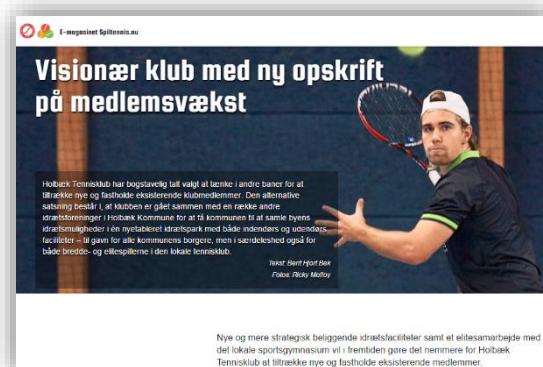 E-magasinet Spiltennis.nu
Visionær klub med ny opskrift
på medlemsvækst
Holbæk Tennisklub har bogstavelig talt valgt at tænke i andre baner for at
tiltrække nye og fastholde eksisterende klubmedlemmer. Den alternative
satsning består i, at klubben er gået sammen med en række andre
idrætsforeninger i Holbæk Kommune for at få kommunen til at samle byens
idrætsmuligheder i én nyetableret idrætspark med både indendørs og udendørs
faciliteter – til gavn for alle kommunens borgere, men i særdeleshed også for
både bredde- og elitespillerne i den lokale tennisklub.
Tekst: Berit Hjort Bek
Fotos: Ricky Molloy
Nye og mere strategisk beliggende idrætsfaciliteter samt et elitesamarbejde med
det lokale sportsgymnasium vil i fremtiden gøre det nemmere for Holbæk
Tennisklub at tiltrække nye og fastholde eksisterende medlemmer.